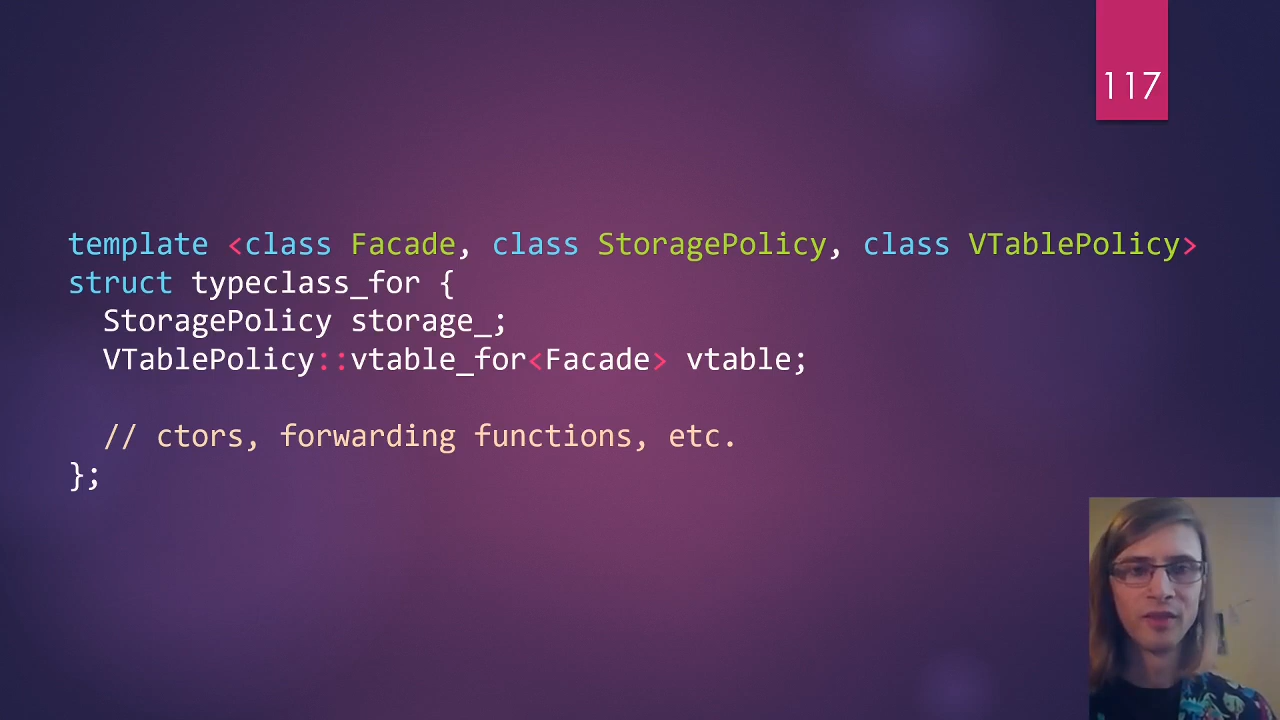 117
template <class Facade, class StoragePolicy, class VTablePolicy>
struct typeclass_for {
  StoragePolicy storage_;
  VTablePolicy::vtable_for<Facade> vtable;
  // ctors, forwarding functions, etc.
};